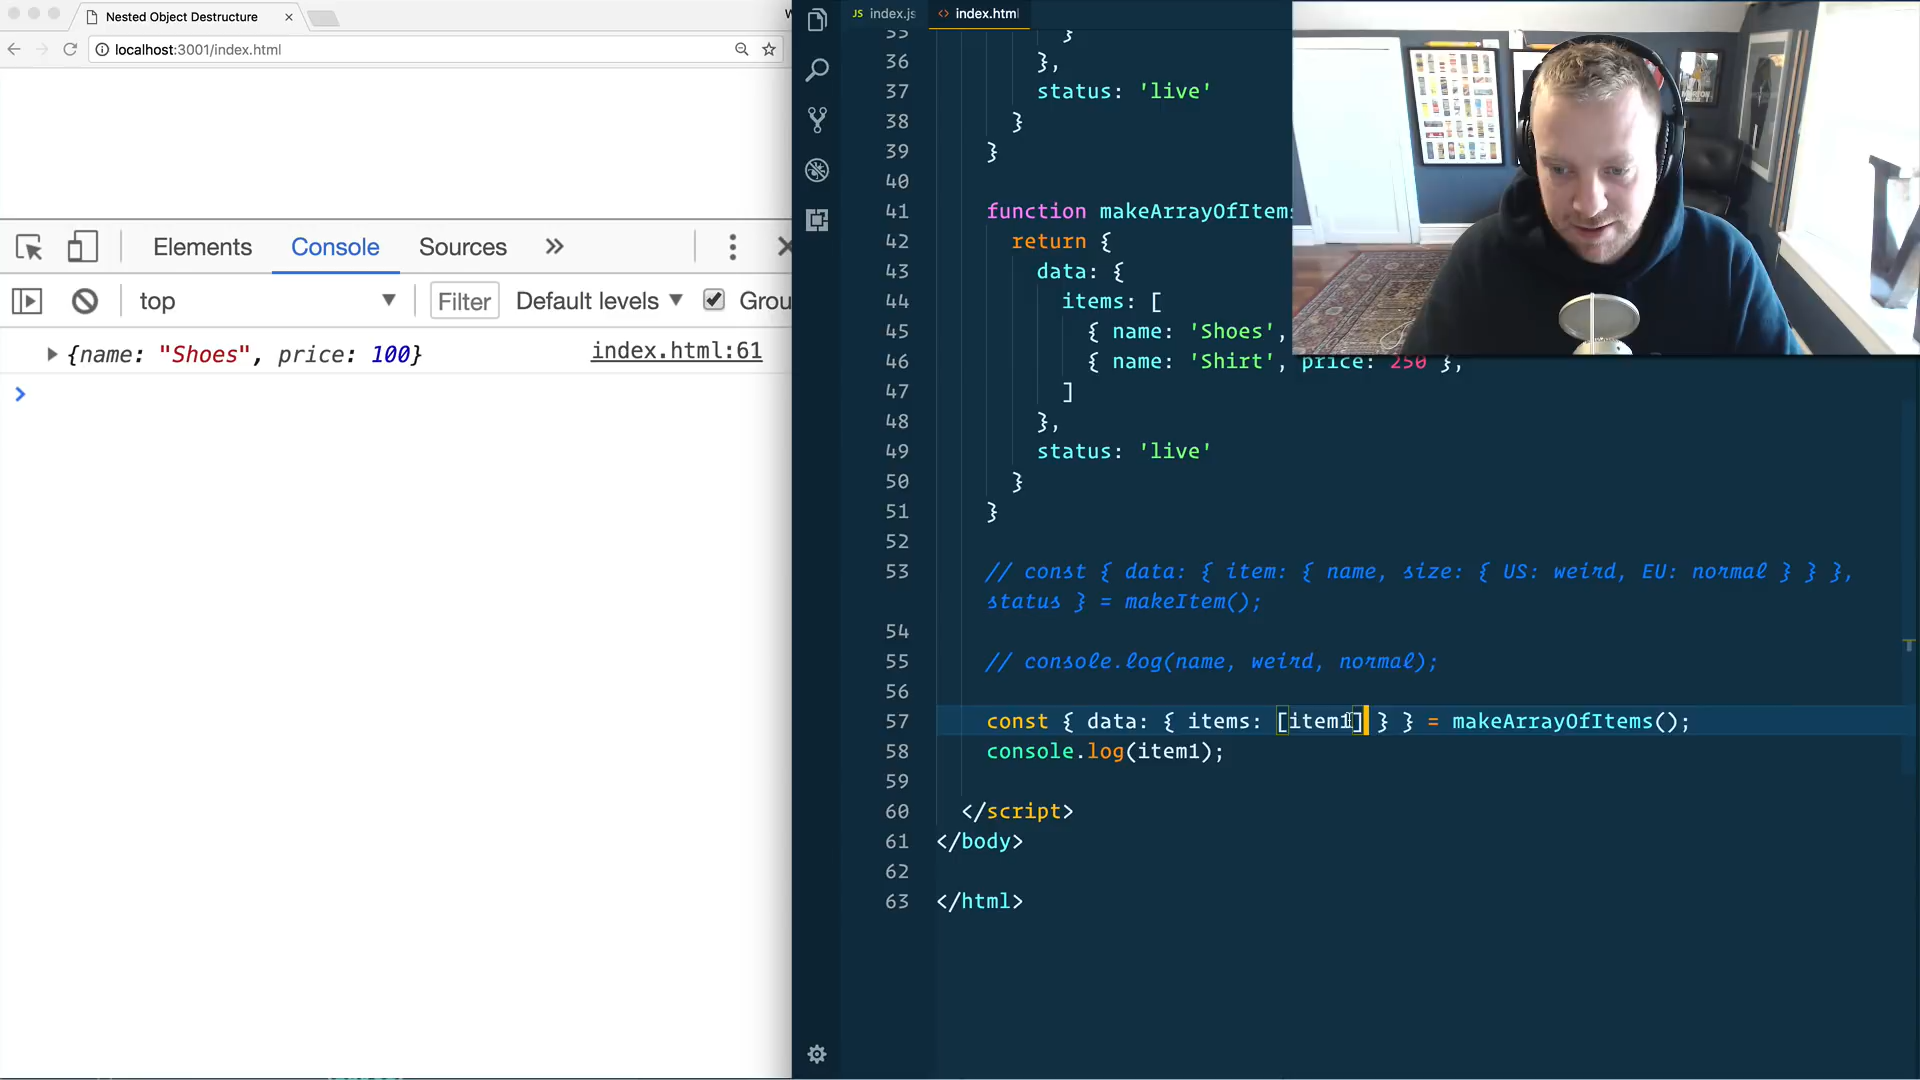 Nested Object Destructure
localhost:3001/index.html
Elements
Console
Sources
top
Filter
Default levels
Grou
{name: "Shoes", price: 100}
index.html:61
JS index.js
<> index.html
35 }
36 },
37 status: 'live'
38 }
39 }
40
41 function makeArrayOfItems
42 return {
43 data: {
44 items: [
45 { name: 'Shoes',
46 { name: 'Shirt', price: 250 },
47 ]
48 },
49 status: 'live'
50 }
51 }
52
53 // const { data: { item: { name, size: { US: weird, EU: normal } } },
status } = makeItem();
54
55 // console.log(name, weird, normal);
56
57 const { data: { items: [item1] } } = makeArrayOfItems();
58 console.log(item1);
59
60 </script>
61 </body>
62
63 </html>